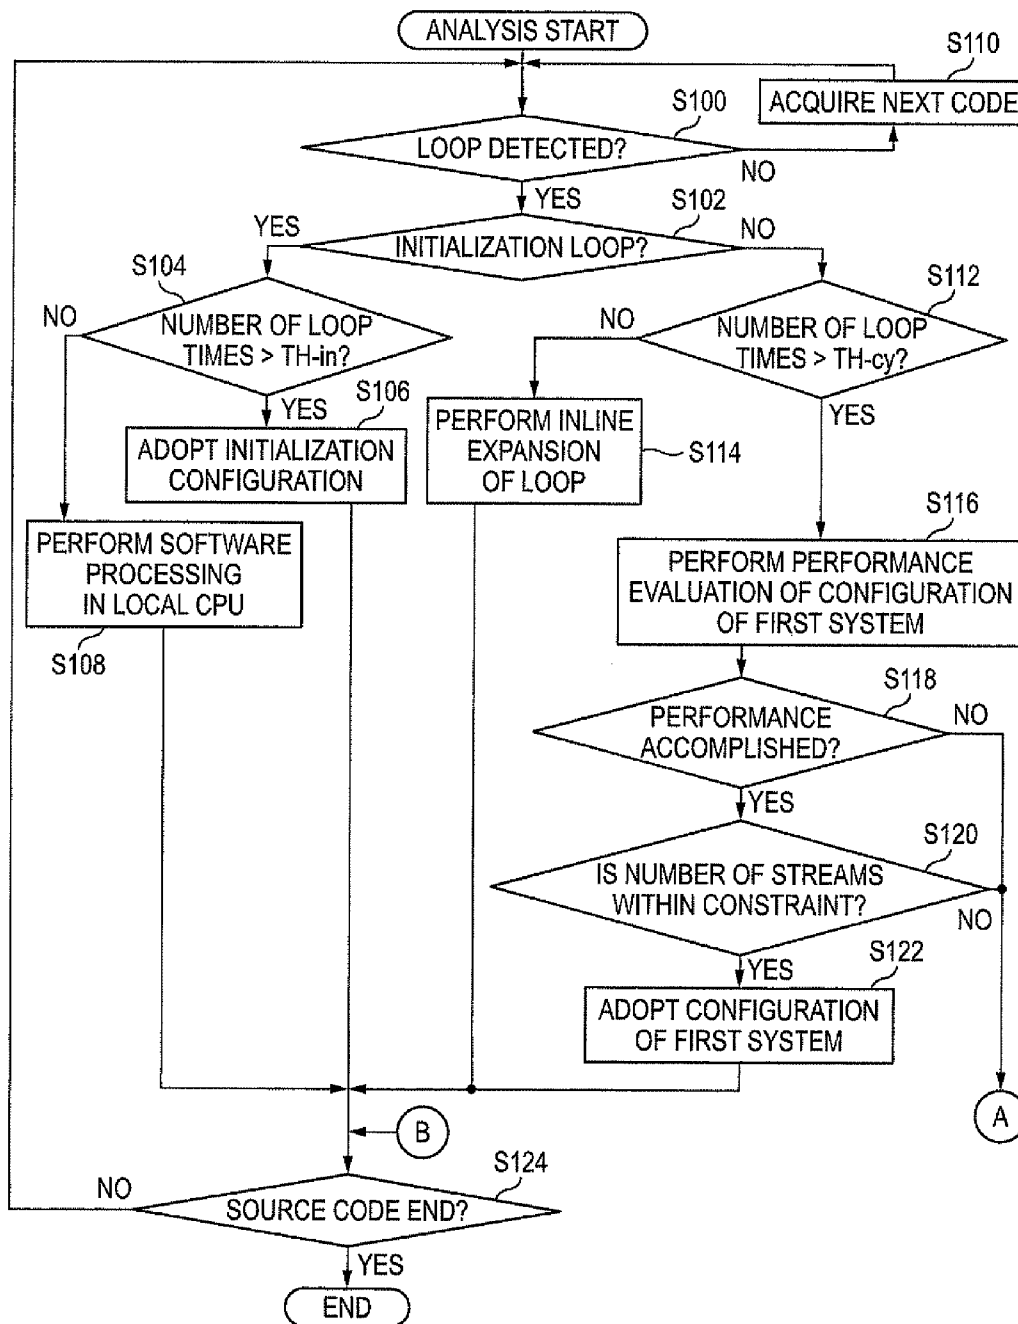 ANALYSIS START
S110
ACQUIRE NEXT CODE
S100
LOOP DETECTED?
NO
YES
S102
YES
INITIALIZATION LOOP?
NO
S104
NO
NUMBER OF LOOP
TIMES > TH-in?
YES
S112
NO
NUMBER OF LOOP
TIMES > TH-cy?
YES
S106
ADOPT INITIALIZATION
CONFIGURATION
PERFORM INLINE
EXPANSION
OF LOOP
S114
PERFORM SOFTWARE
PROCESSING
IN LOCAL CPU
S108
S116
PERFORM PERFORMANCE
EVALUATION OF CONFIGURATION
OF FIRST SYSTEM
S118
PERFORMANCE
ACCOMPLISHED?
NO
YES
S120
IS NUMBER OF STREAMS
WITHIN CONSTRAINT?
NO
YES
S122
ADOPT CONFIGURATION
OF FIRST SYSTEM
A
B
S124
NO
SOURCE CODE END?
YES
END